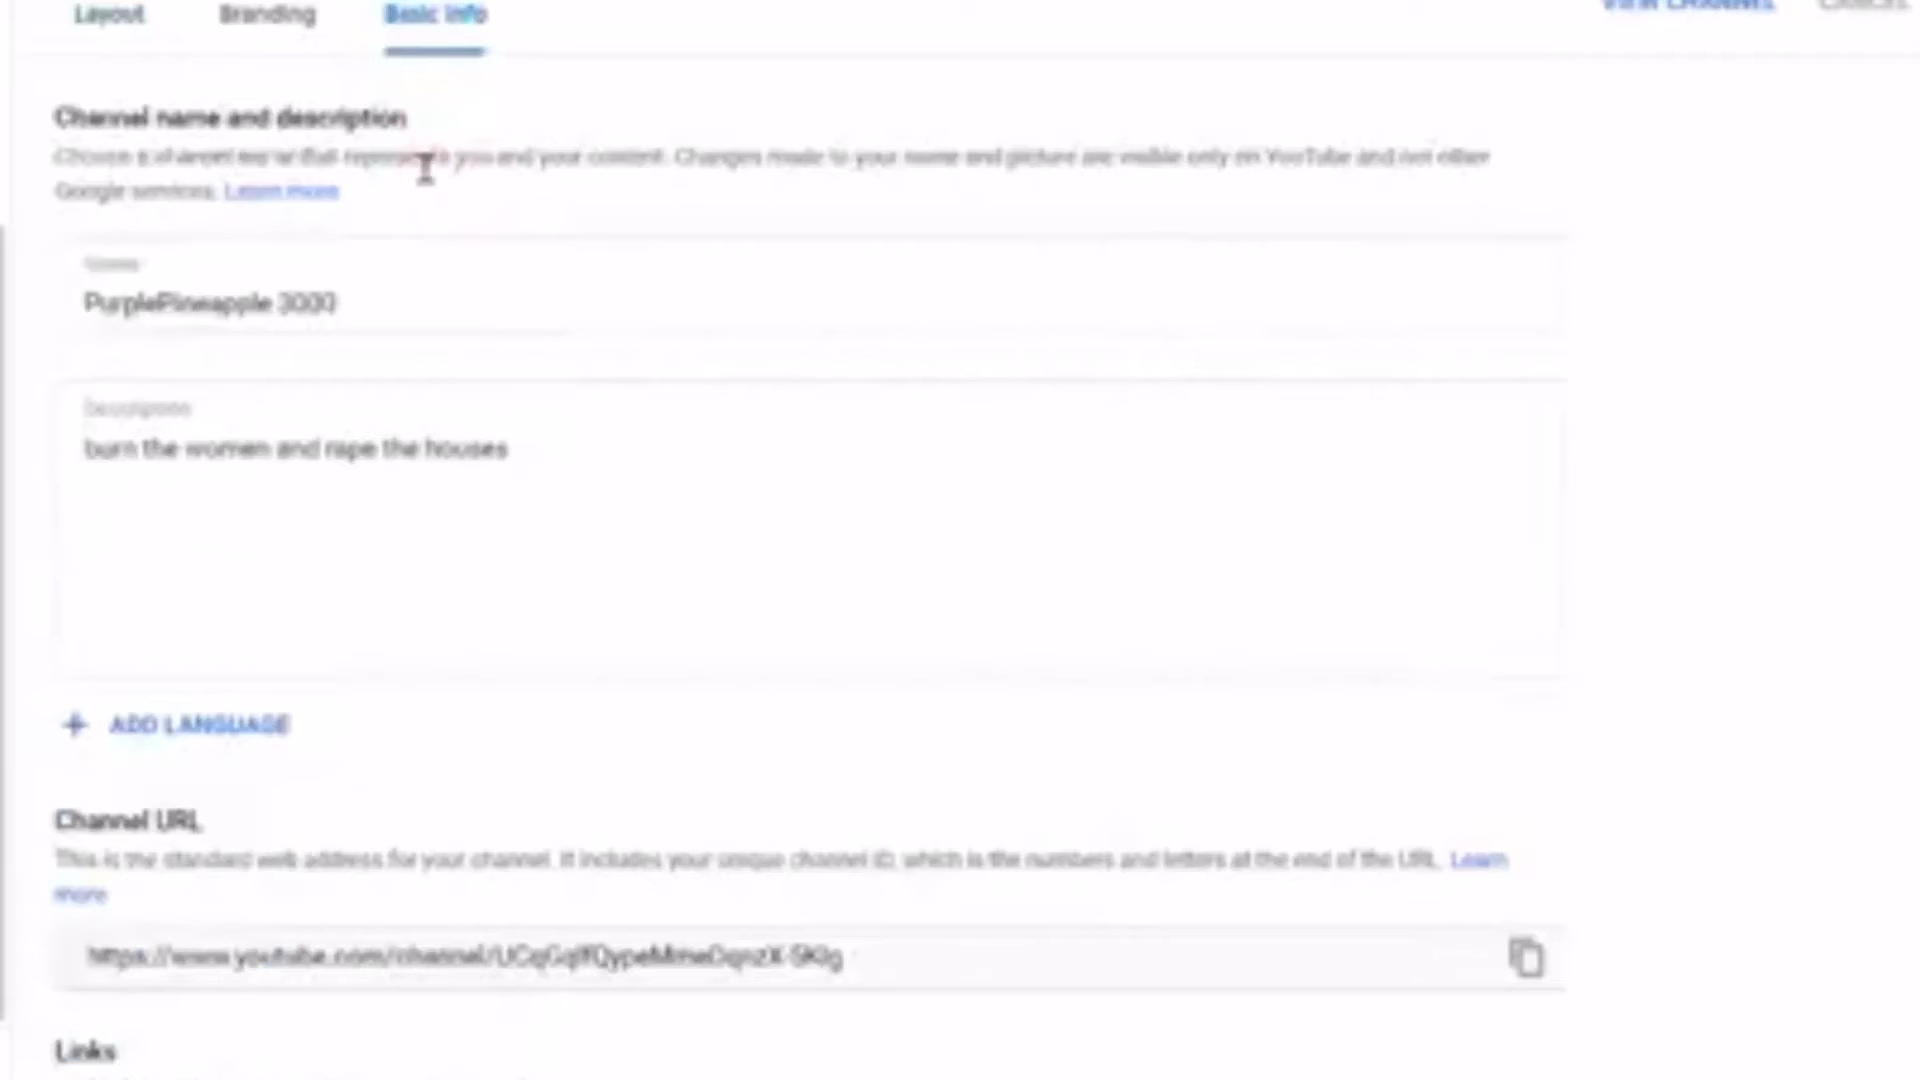 Layout Branding Basic info VIEW CHANNEL CANCEL
Channel name and description
Choose a channel name that represents you and your content. Changes made to your name and picture are visible only on YouTube and not other
Google services. Learn more
Name
PurplePineapple 3000
Description
burn the women and rape the houses
+ ADD LANGUAGE
Channel URL
This is the standard web address for your channel. It includes your unique channel ID, which is the numbers and letters at the end of the URL. Learn
more
https://www.youtube.com/channel/
Links